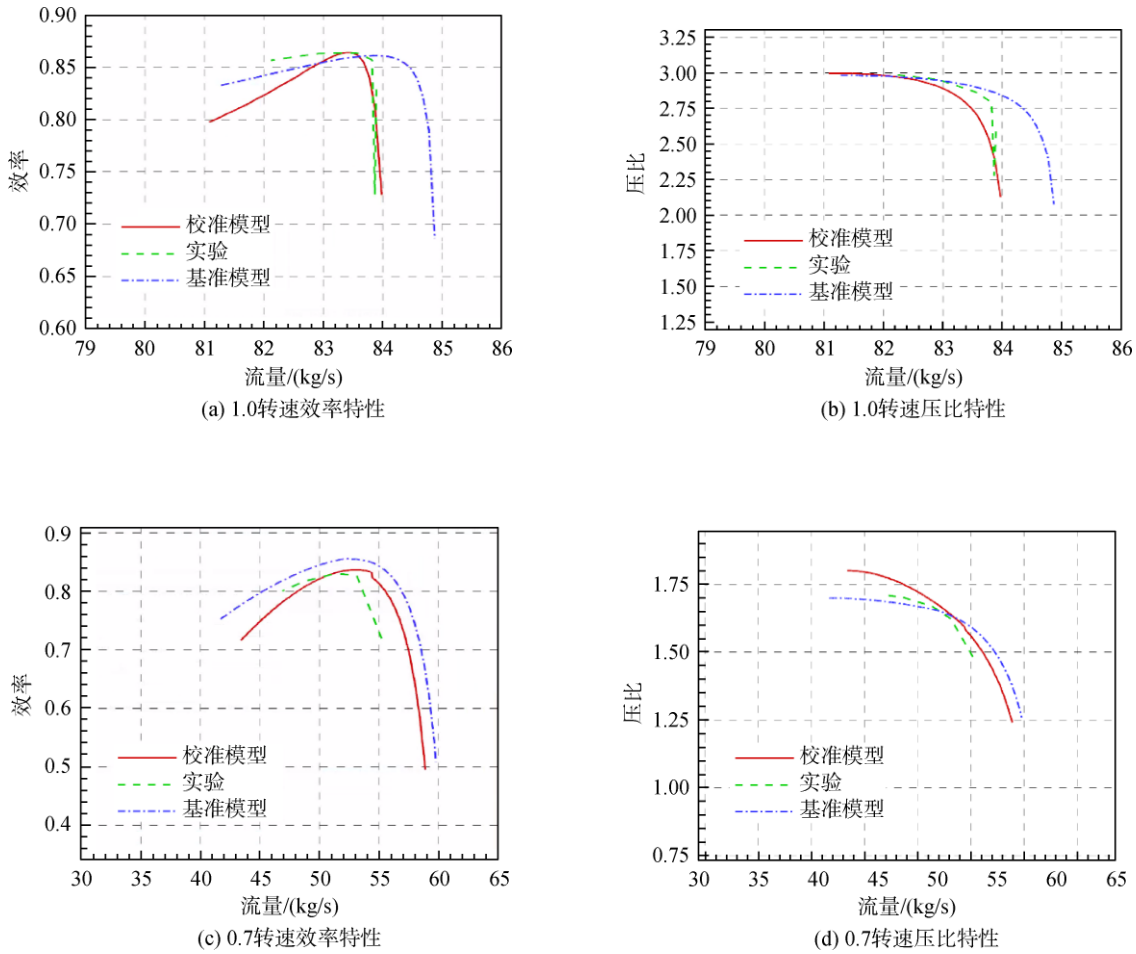 0.90
0.85
0.80
0.75
0.70
0.65
0.60
效率
校准模型
实验
基准模型
79 80 81 82 83 84 85 86
流量/(kg/s)
(a) 1.0转速效率特性
3.25
3.00
2.75
2.50
2.25
2.00
1.75
1.50
1.25
压比
校准模型
实验
基准模型
79 80 81 82 83 84 85 86
流量/(kg/s)
(b) 1.0转速压比特性
0.9
0.8
0.7
0.6
0.5
0.4
效率
校准模型
实验
基准模型
30 35 40 45 50 55 60 65
流量/(kg/s)
(c) 0.7转速效率特性
1.75
1.50
1.25
1.00
0.75
压比
校准模型
实验
基准模型
30 35 45 50 55 60 65
流量/(kg/s)
(d) 0.7转速压比特性